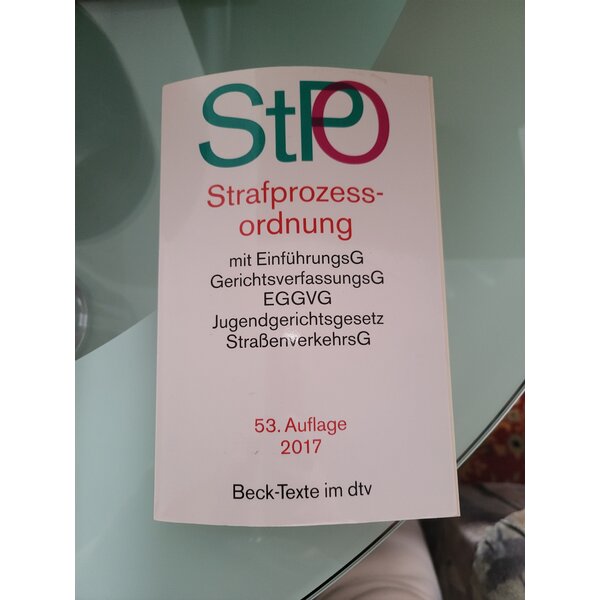 StPO
Strafprozess-
ordnung
mit EinführungsG
GerichtsverfassungsG
EGGVG
Jugendgerichtsgesetz
StraßenverkehrsG
53. Auflage
2017
Beck-Texte im dtv